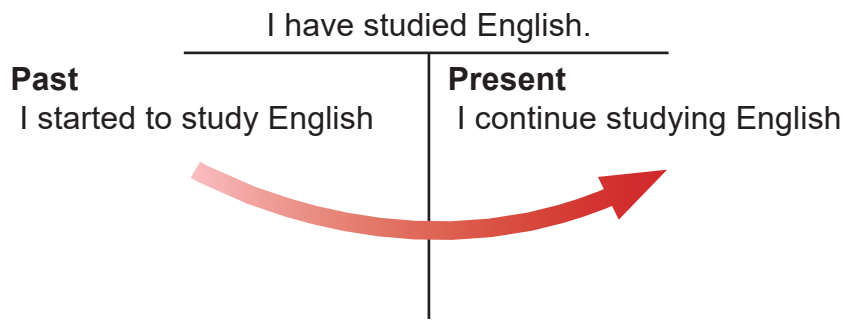 I have studied English.
Past
I started to study English
Present
I continue studying English